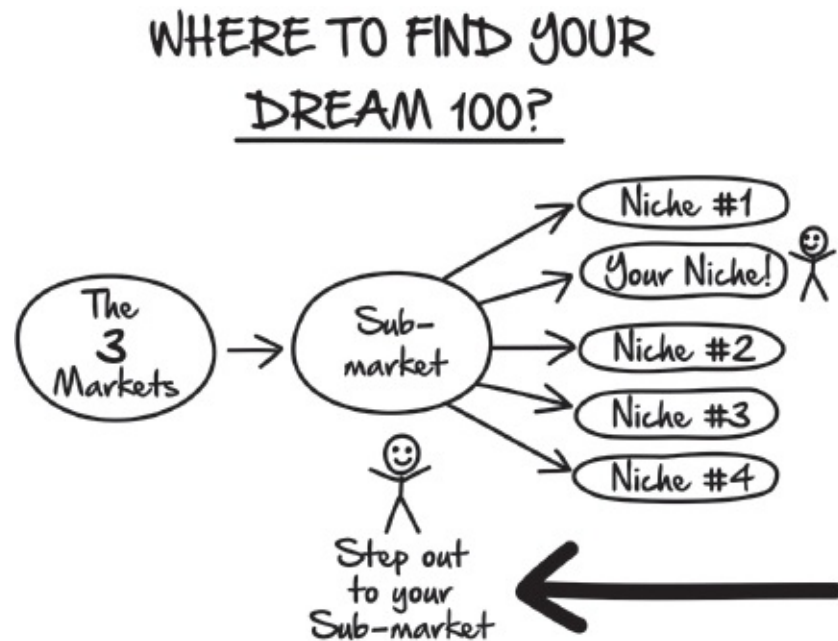 WHERE TO FIND YOUR
DREAM 100?
The
3
Markets
Sub-
market
Niche #1
Your Niche!
Niche #2
Niche #3
Niche #4
Step out
to your
Sub-market